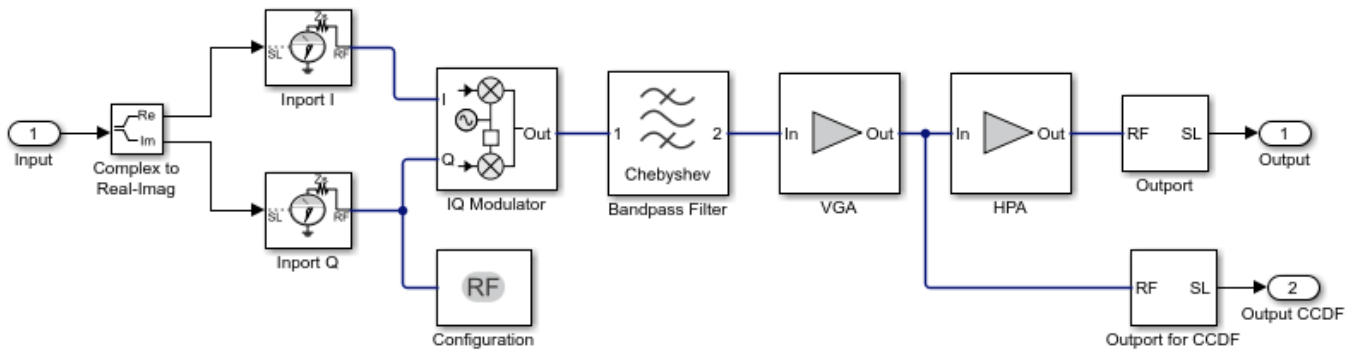 1
Input
Re
Im
Complex to
Real-Imag
Zs
SL
RF
Inport I
Zs
SL
RF
Inport Q
I
Q
Out
IQ Modulator
RF
Configuration
1
2
Chebyshev
Bandpass Filter
In
Out
VGA
In
Out
HPA
RF
SL
Outport
1
Output
RF
SL
Outport for CCDF
2
Output CCDF